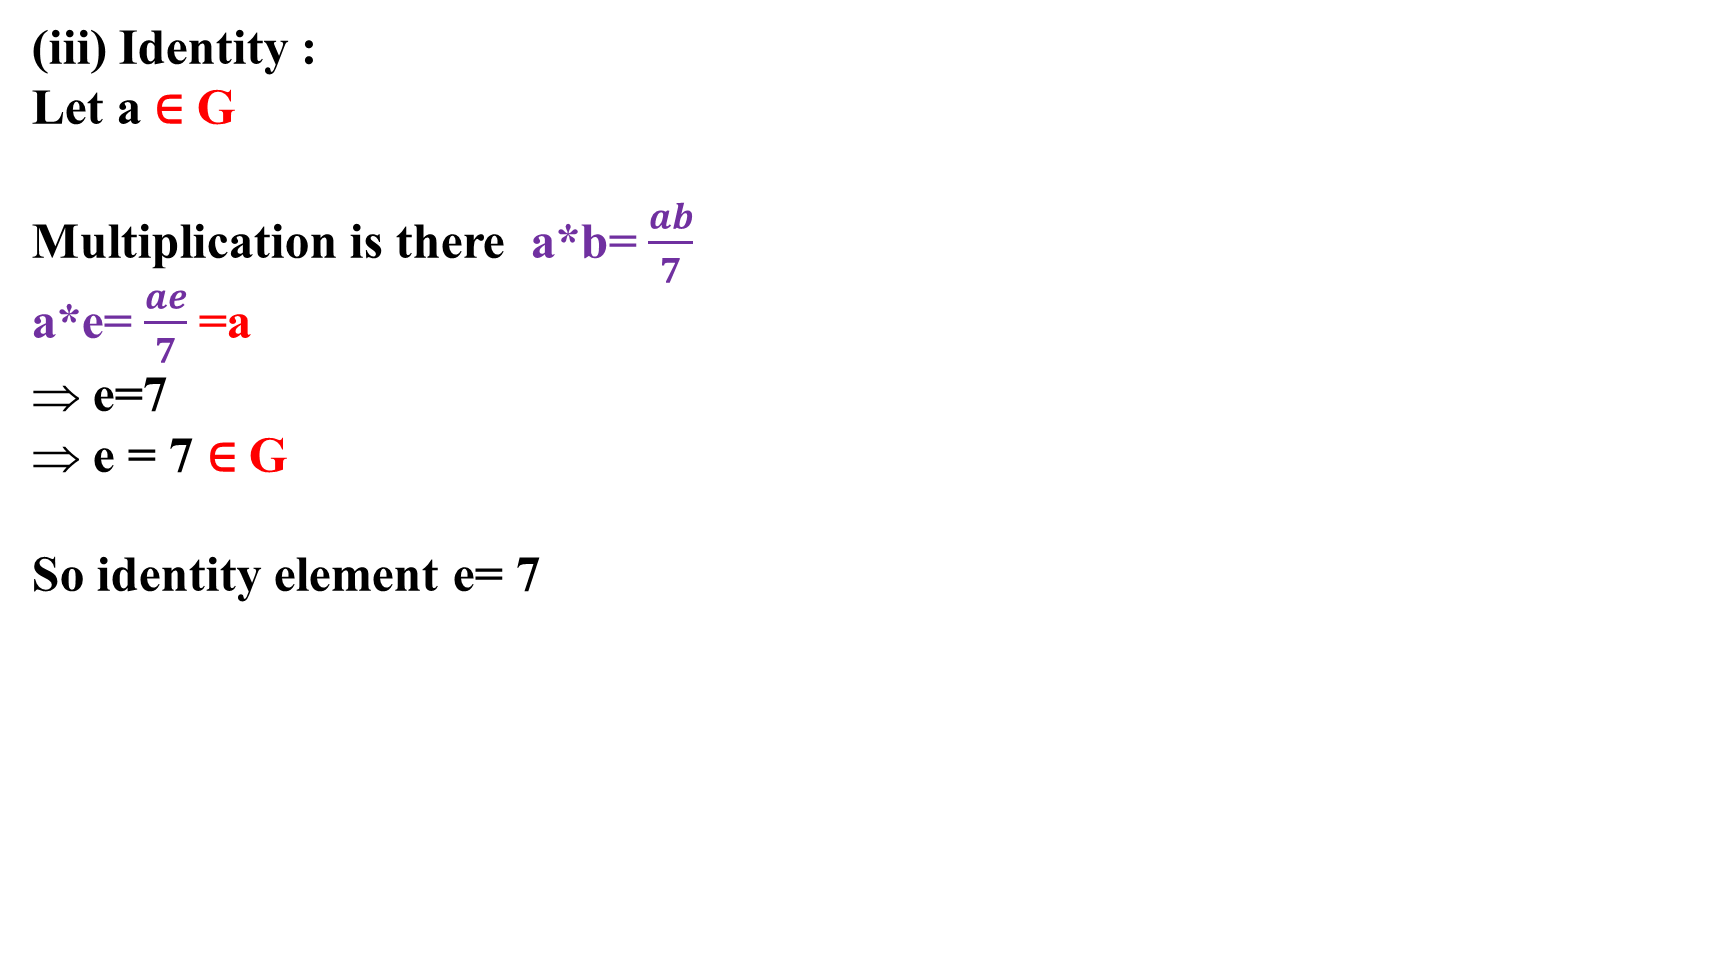 (iii) Identity :
Let a ∈ G
Multiplication is there a*b= ab/7
a*e= ae/7 =a
⇒ e=7
⇒ e = 7 ∈ G
So identity element e= 7